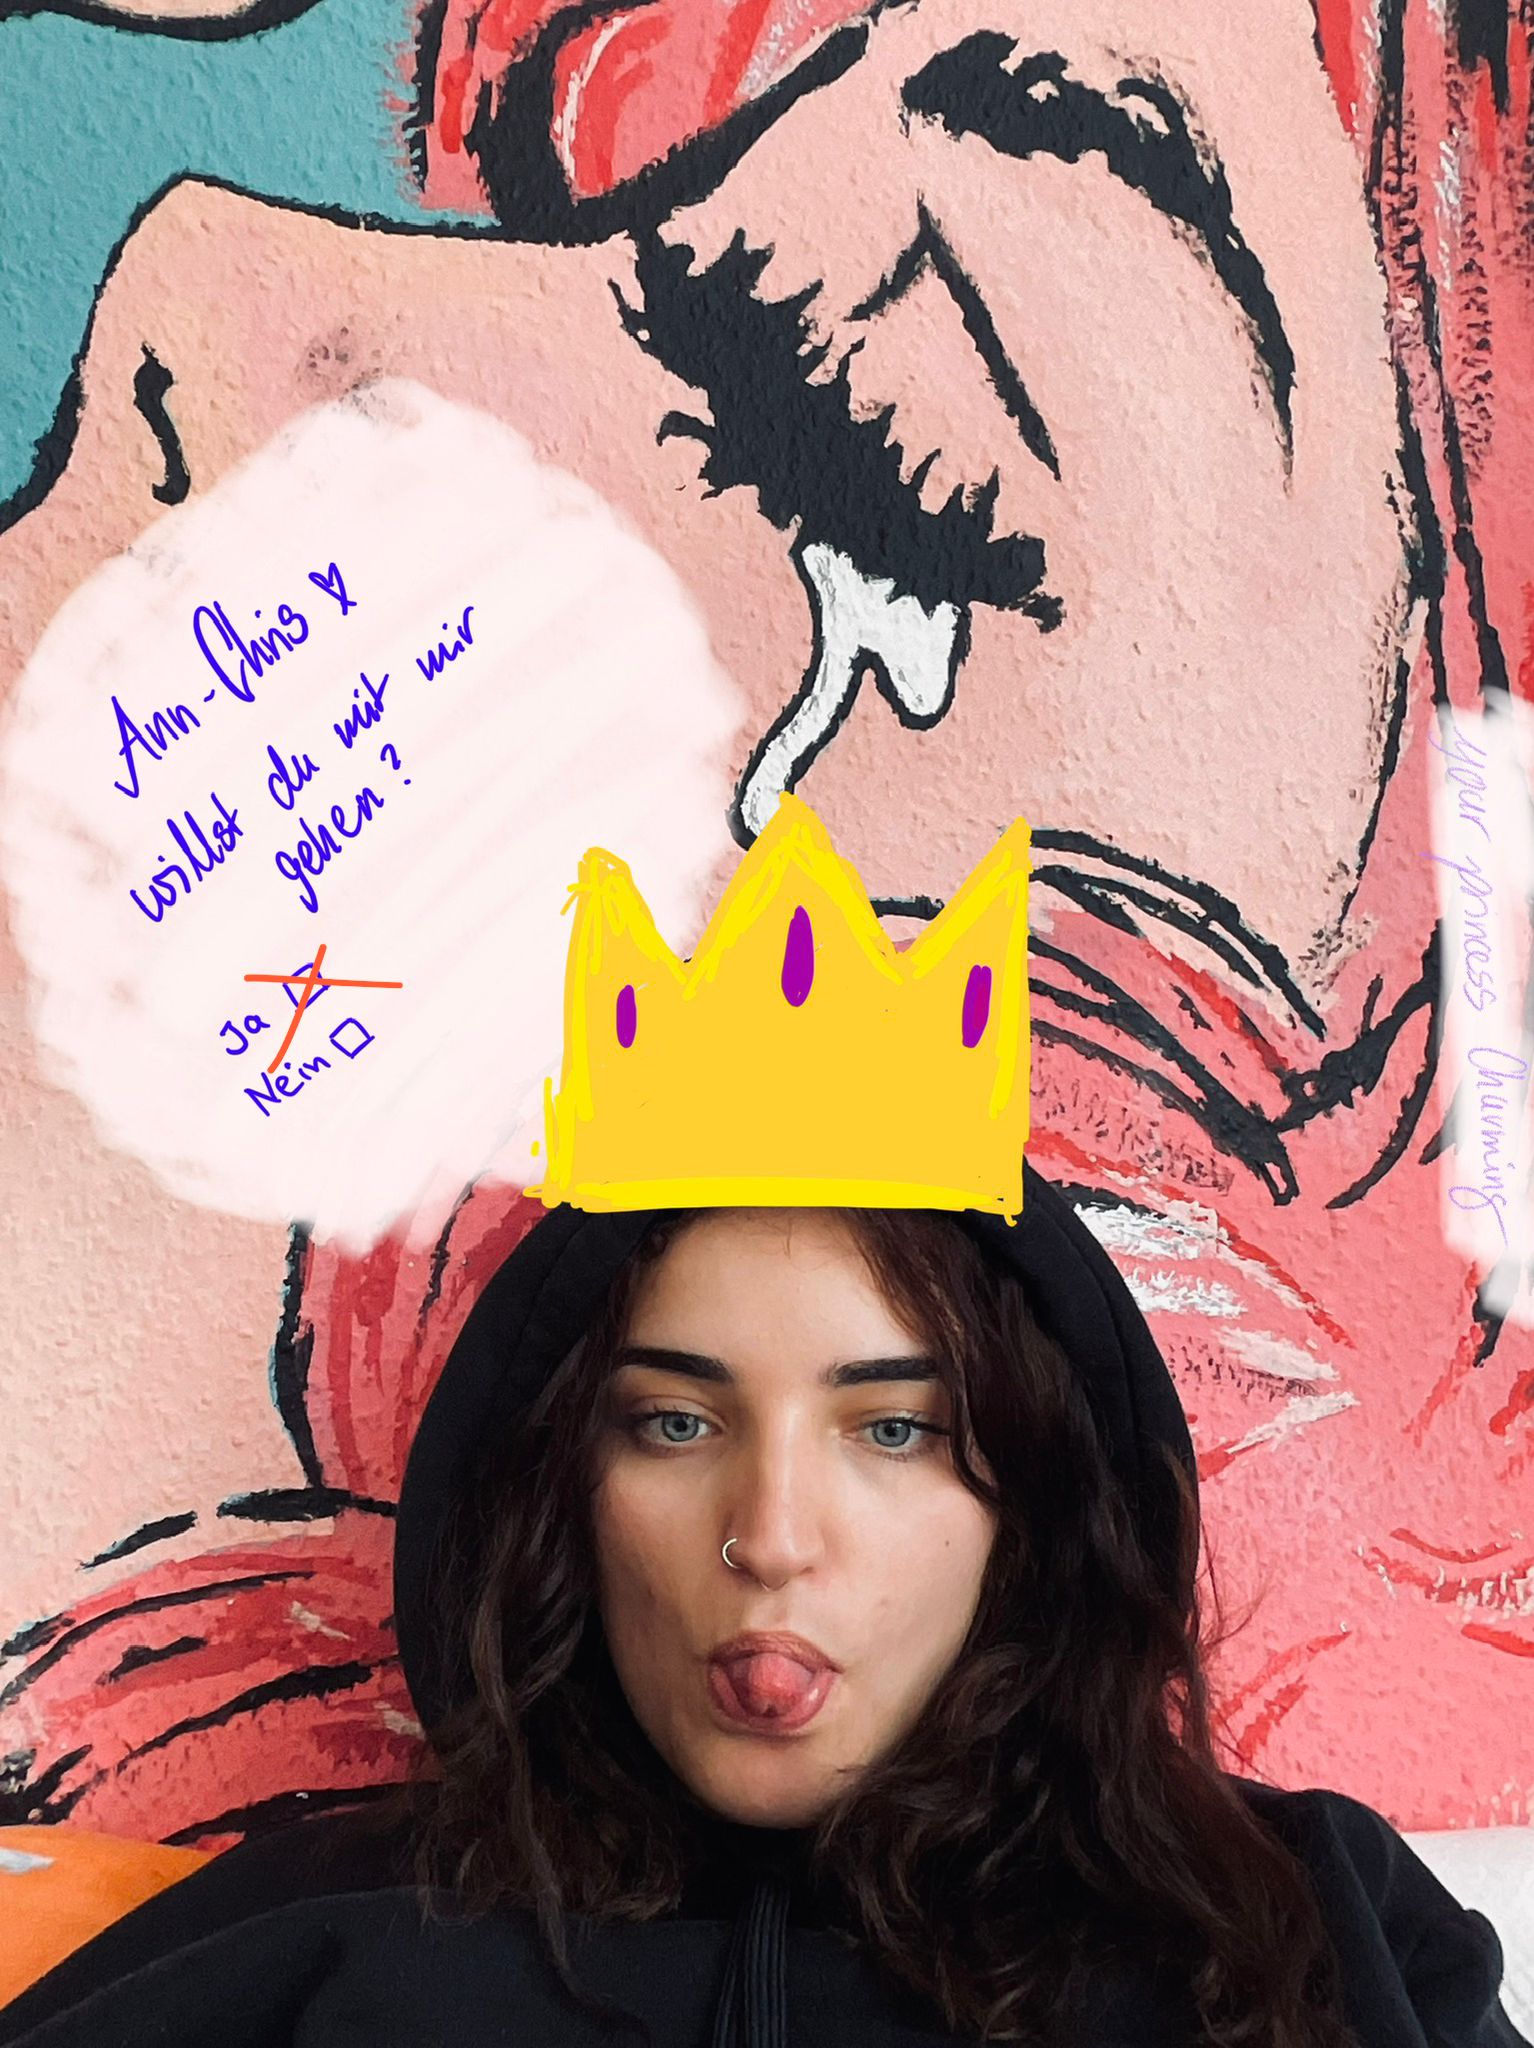 Ann-Chris ♡
willst du mit mir
gehen?
Ja
Nein
your princess Charming